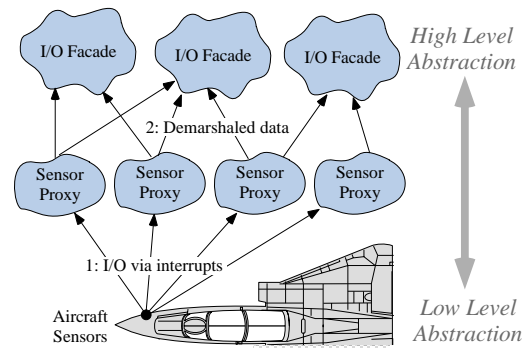 I/O Facade
I/O Facade
I/O Facade
High Level
Abstraction
2: Demarshaled data
Sensor
Proxy
Sensor
Proxy
Sensor
Proxy
Sensor
Proxy
1: I/O via interrupts
Aircraft
Sensors
Low Level
Abstraction